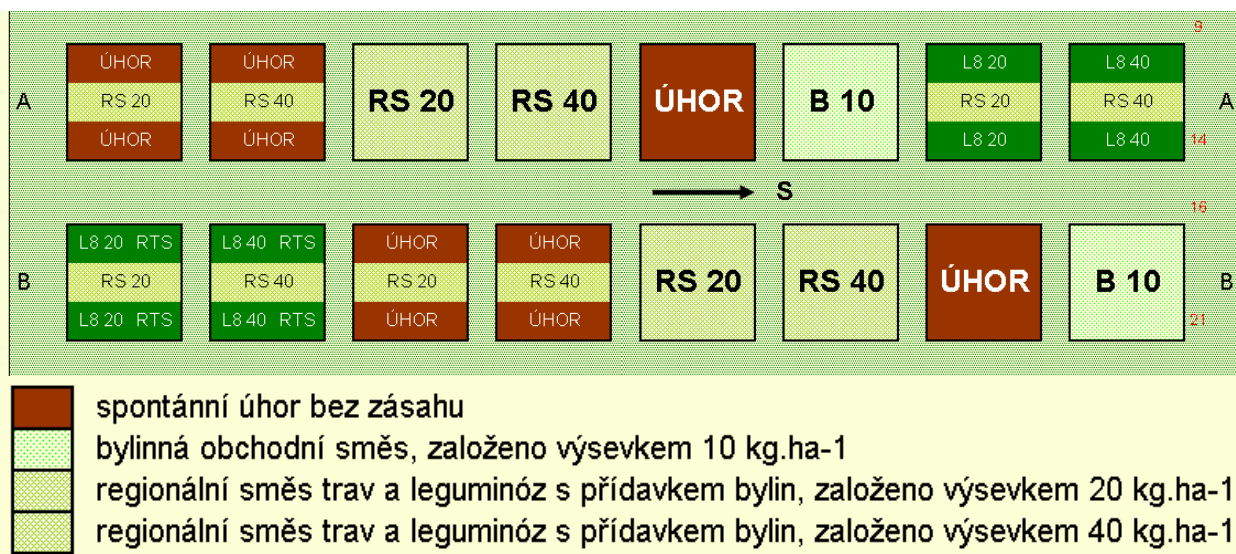 9
ÚHOR ÚHOR L8 20 L8 40
A RS 20 RS 40 RS 20 RS 40 ÚHOR B 10 RS 20 RS 40 A
ÚHOR ÚHOR L8 20 L8 40 14
S
16
L8 20 RTS L8 40 RTS ÚHOR ÚHOR
B RS 20 RS 40 RS 20 RS 40 RS 20 RS 40 ÚHOR B 10 B
L8 20 RTS L8 40 RTS ÚHOR ÚHOR 21
spontánní úhor bez zásahu
bylinná obchodní směs, založeno výsevkem 10 kg.ha-1
regionální směs trav a leguminóz s přídavkem bylin, založeno výsevkem 20 kg.ha-1
regionální směs trav a leguminóz s přídavkem bylin, založeno výsevkem 40 kg.ha-1